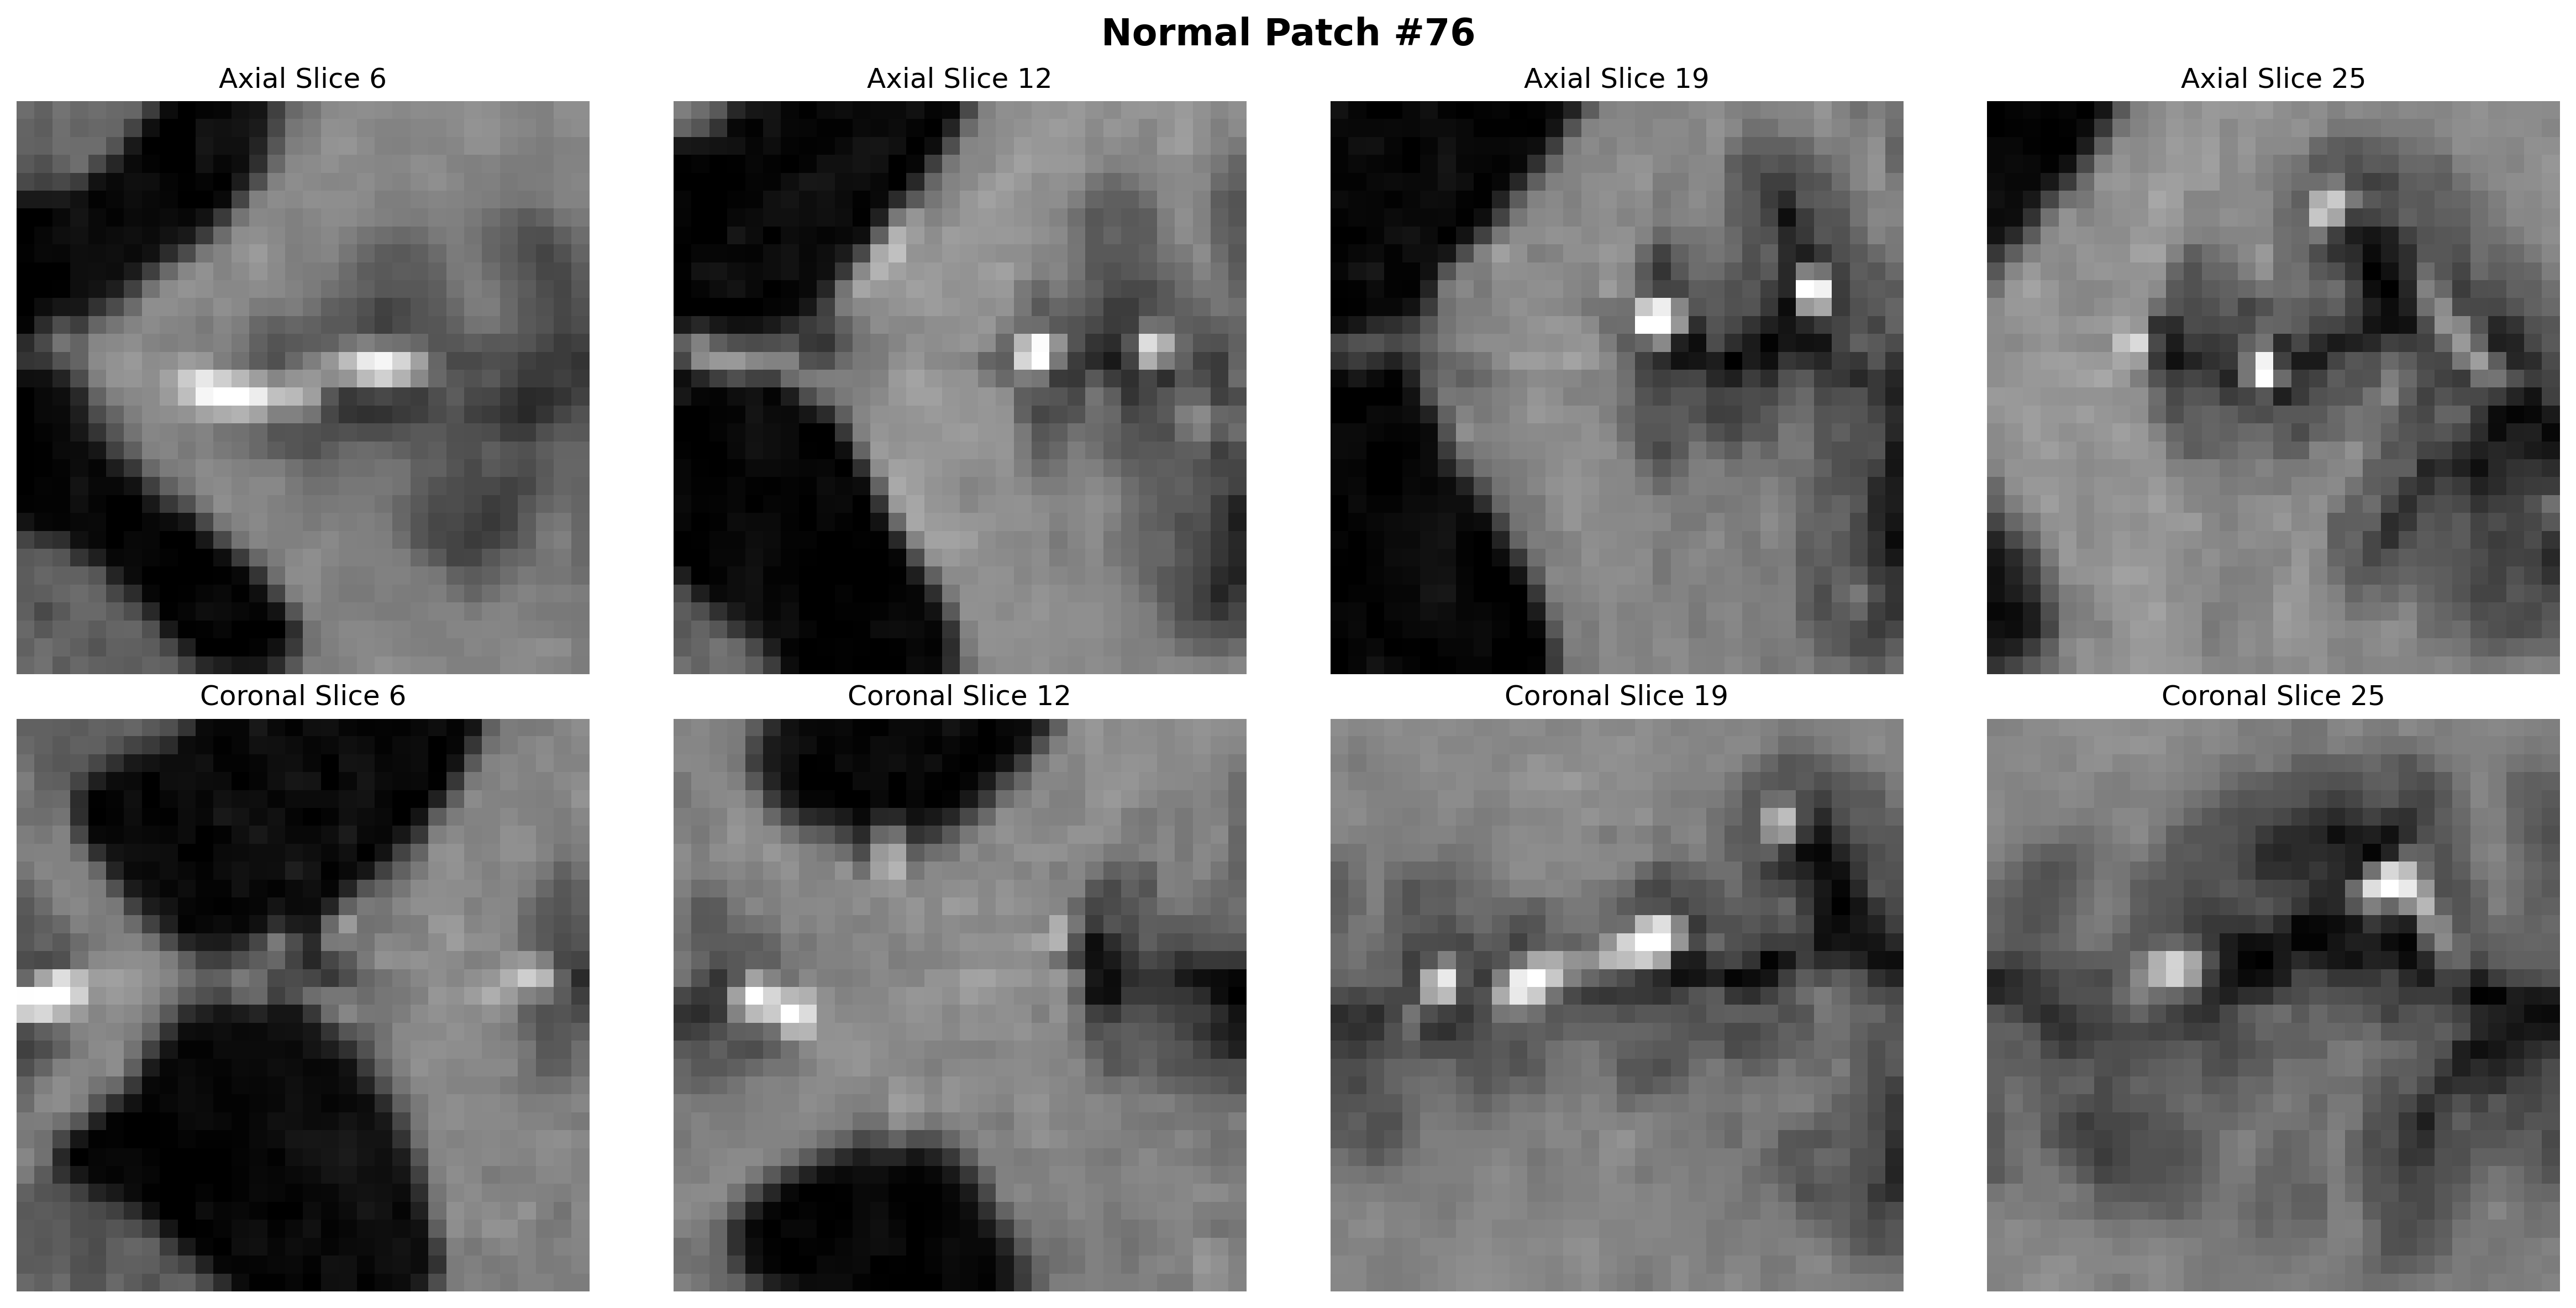 Normal Patch #76
Axial Slice 6
Axial Slice 12
Axial Slice 19
Axial Slice 25
Coronal Slice 6
Coronal Slice 12
Coronal Slice 19
Coronal Slice 25